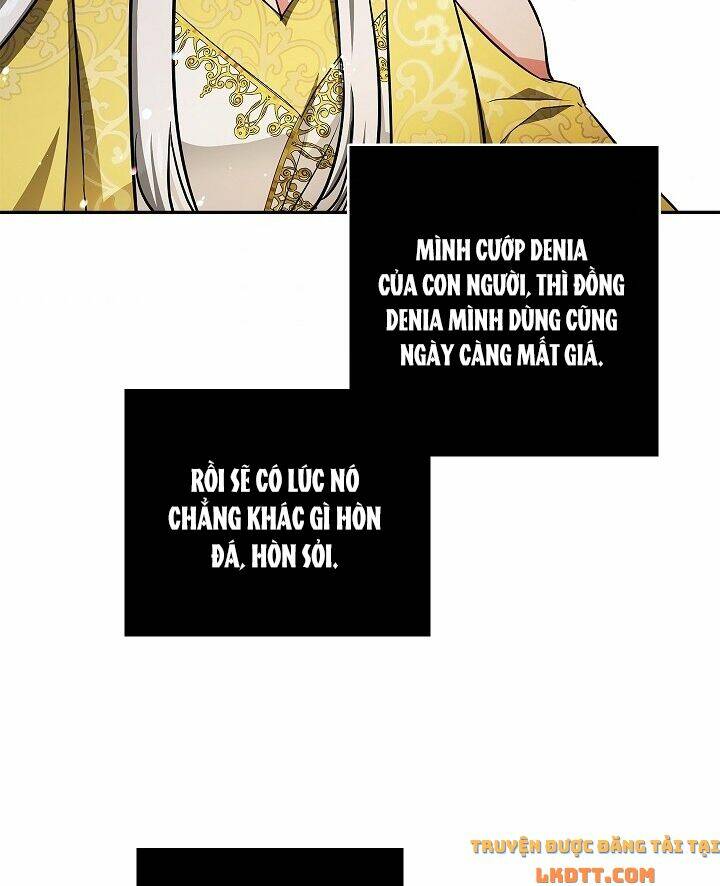 MÌNH CƯỚP DENIA
CỦA CON NGƯỜI, THÌ ĐỒNG
DENIA MÌNH DÙNG CŨNG
NGÀY CÀNG MẤT GIÁ.
RỒI SẼ CÓ LÚC NÓ
CHẲNG KHÁC GÌ HÒN
ĐÁ, HÒN SỎI.
TRUYỆN ĐƯỢC ĐĂNG TẢI TẠI
LKDTT.COM